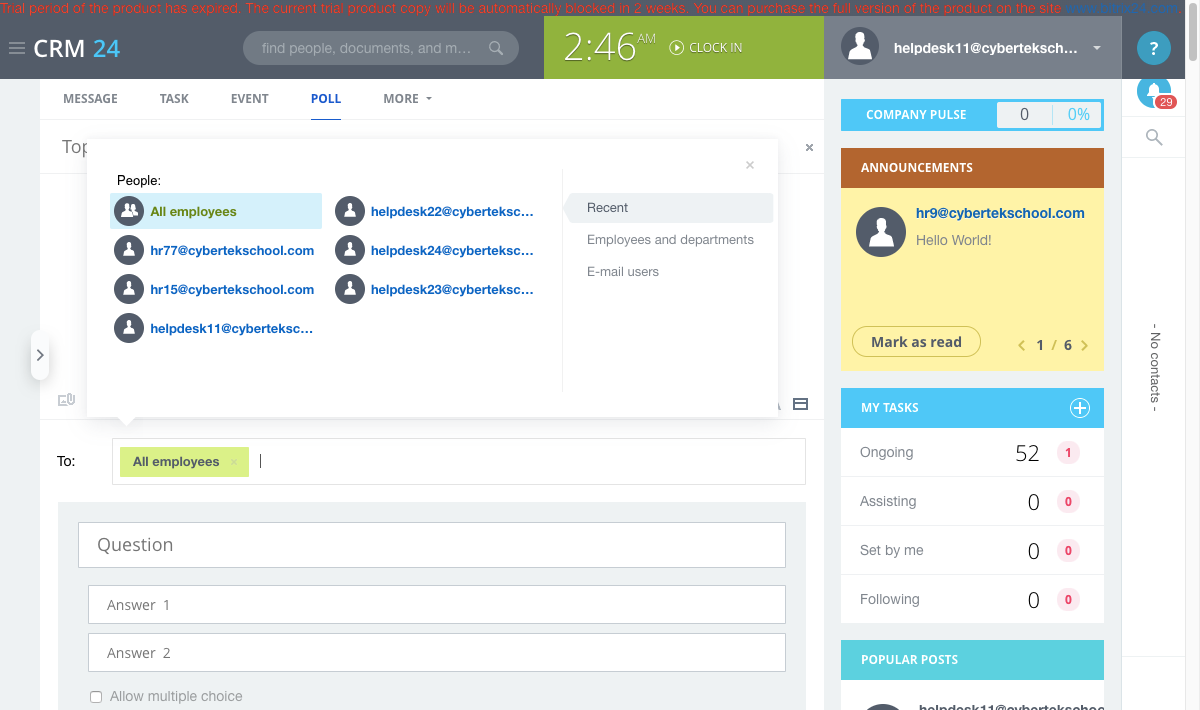 Trial period of the product has expired. The current trial product copy will be automatically blocked in 2 weeks. You can purchase the full version of the product on the site
CRM 24
find people, documents, and m...
2:46 AM
CLOCK IN
helpdesk11@cyberteksch...
?
MESSAGE TASK EVENT POLL MORE
29
COMPANY PULSE 0 0%
Top
People:
All employees
hr77@cybertekschool.com
hr15@cybertekschool.com
helpdesk11@cyberteksc...
helpdesk22@cyberteksc...
helpdesk24@cyberteksc...
helpdesk23@cyberteksc...
Recent
Employees and departments
E-mail users
To: All employees
Question
Answer 1
Answer 2
Allow multiple choice
ANNOUNCEMENTS
hr9@cybertekschool.com
Hello World!
Mark as read 1 / 6
MY TASKS
Ongoing 52 1
Assisting 0 0
Set by me 0 0
Following 0 0
POPULAR POSTS
helpdesk11@cybertekschoo
- No contacts -